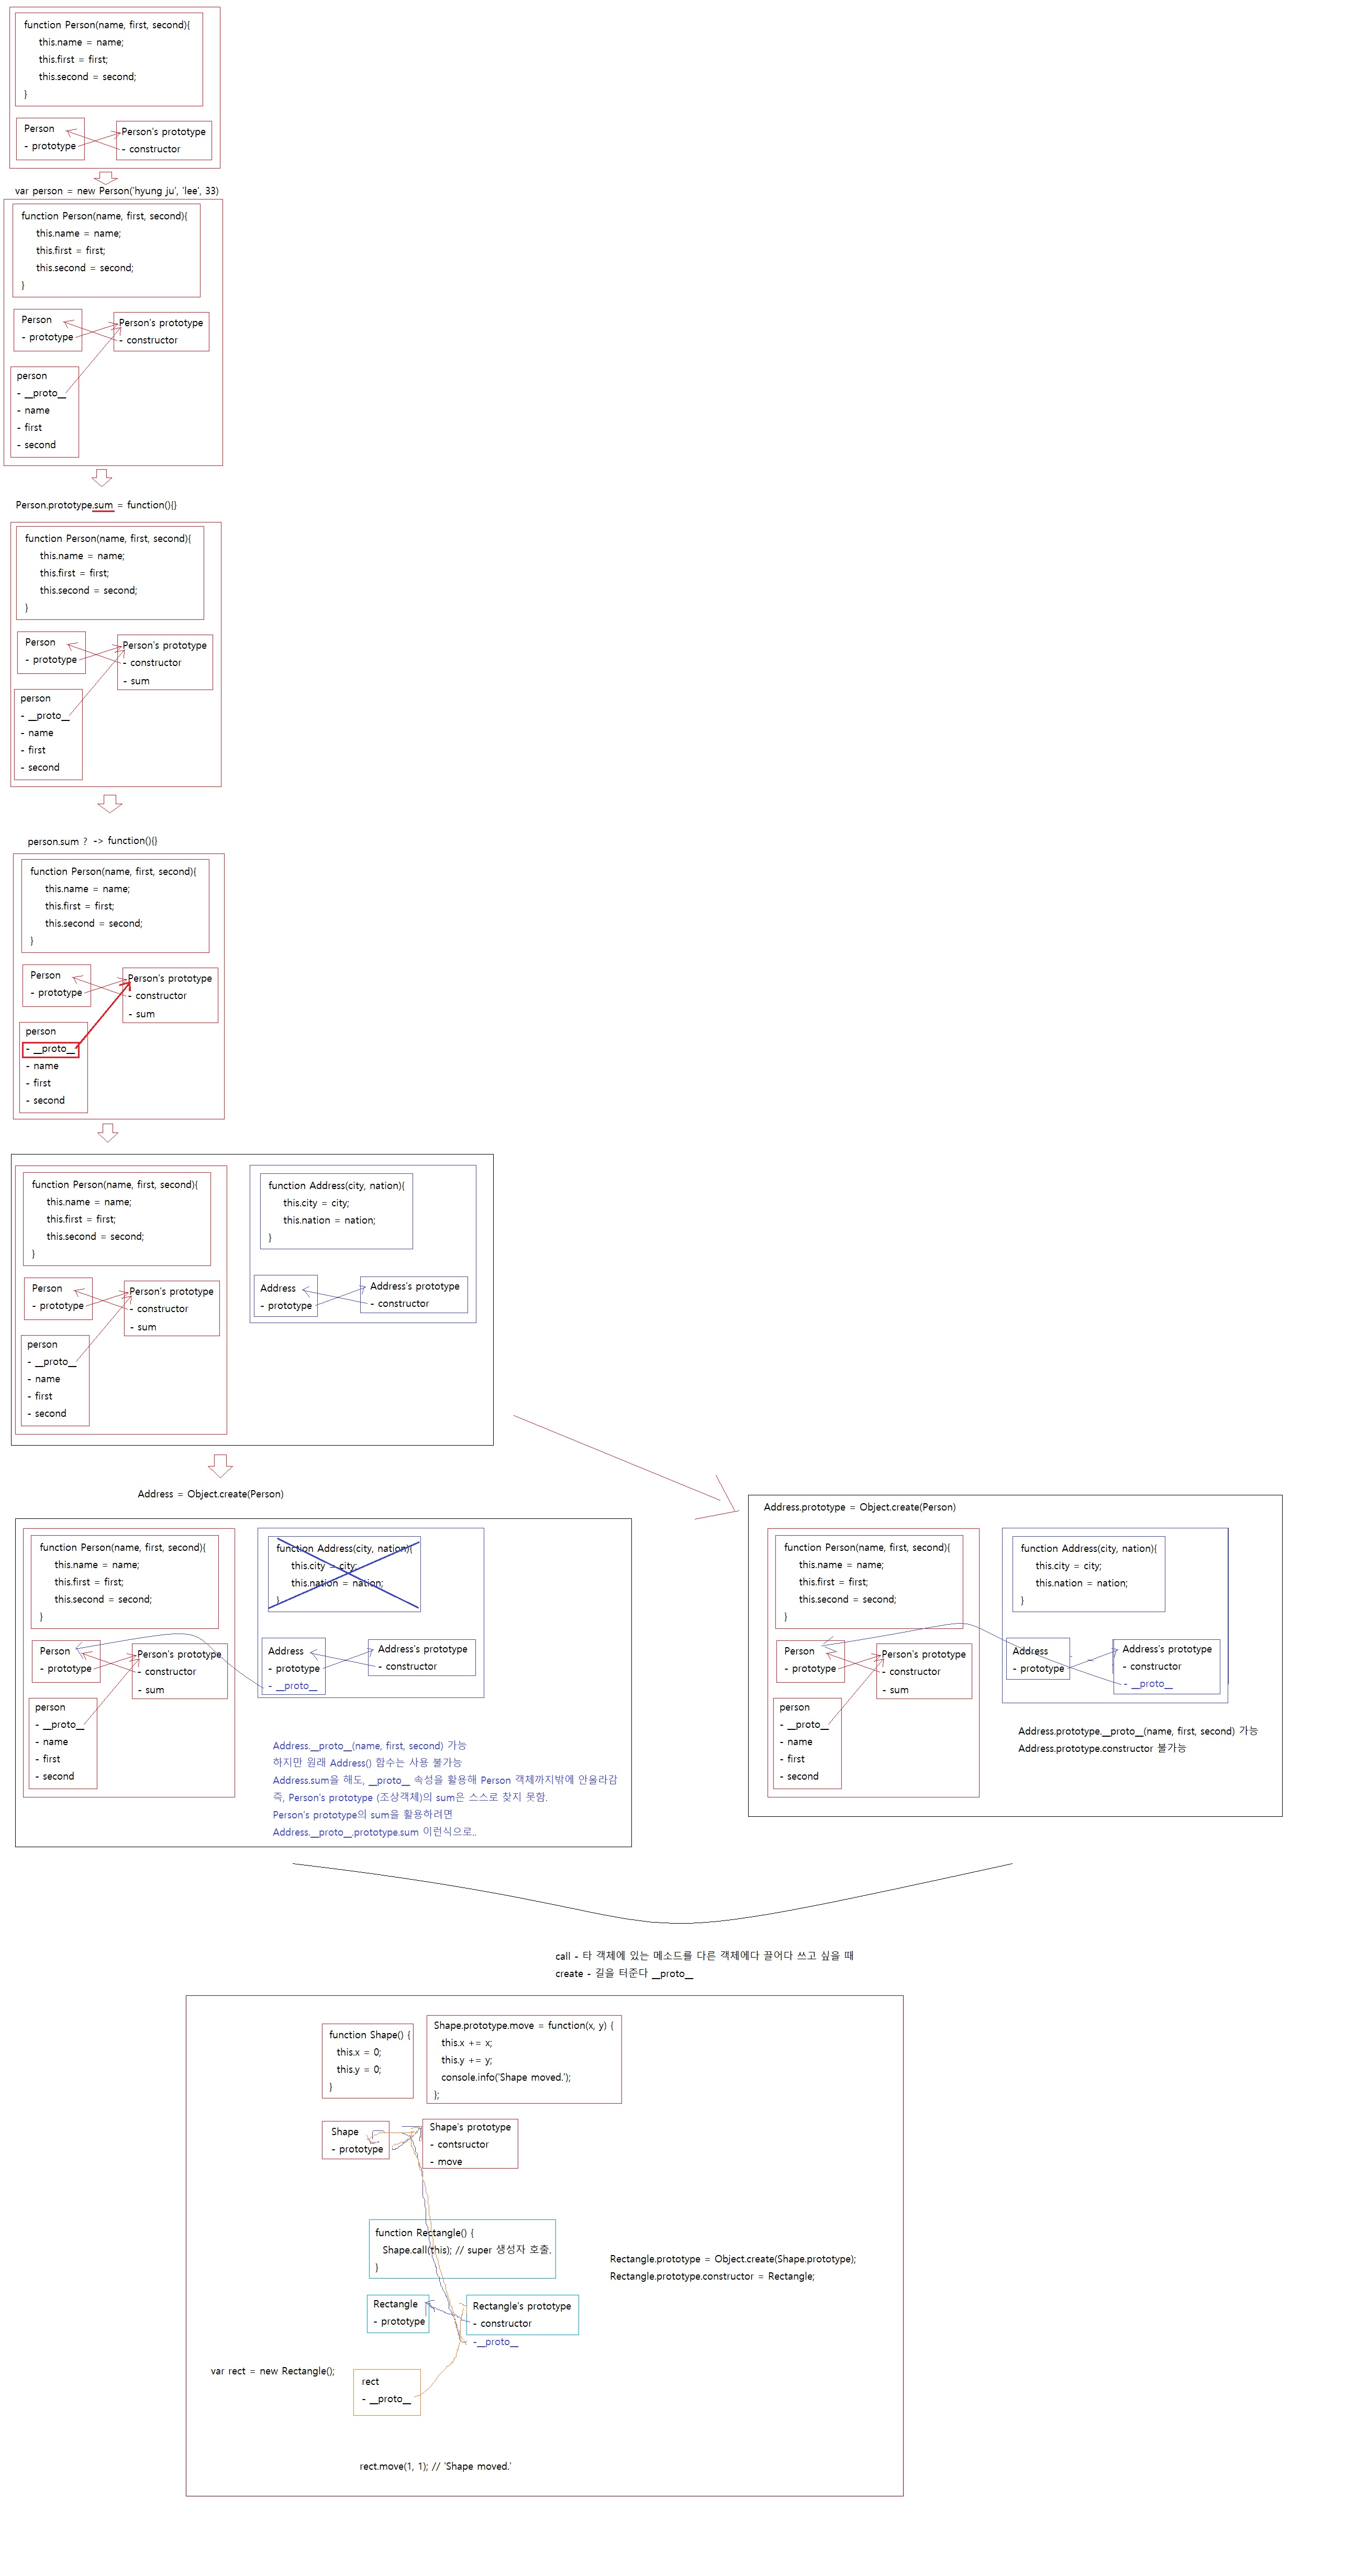 function Person(name, first, second){
this.name = name;
this.first = first;
this.second = second;
}
Person
- prototype
Person's prototype
- constructor
var person = new Person('hyung ju', 'lee', 33)
function Person(name, first, second){
this.name = name;
this.first = first;
this.second = second;
}
Person
- prototype
Person's prototype
- constructor
person
- __proto__
- name
- first
- second
Person.prototype.sum = function(){}
function Person(name, first, second){
this.name = name;
this.first = first;
this.second = second;
}
Person
- prototype
Person's prototype
- constructor
- sum
person
- __proto__
- name
- first
- second
person.sum ? -> function(){}
function Person(name, first, second){
this.name = name;
this.first = first;
this.second = second;
}
Person
- prototype
Person's prototype
- constructor
- sum
person
- __proto__
- name
- first
- second
function Person(name, first, second){
this.name = name;
this.first = first;
this.second = second;
}
Person
- prototype
Person's prototype
- constructor
- sum
person
- __proto__
- name
- first
- second
function Address(city, nation){
this.city = city;
this.nation = nation;
}
Address
- prototype
Address's prototype
- constructor
Address = Object.create(Person)
function Person(name, first, second){
this.name = name;
this.first = first;
this.second = second;
}
Person
- prototype
Person's prototype
- constructor
- sum
person
- __proto__
- name
- first
- second
function Address(city, nation){
this.city = city;
this.nation = nation;
}
Address
- prototype
- __proto__
Address's prototype
- constructor
Address.__proto__(name, first, second) 가능
하지만 원래 Address() 함수는 사용 불가능
Address.sum을 해도, __proto__ 속성을 활용해 Person 객체까지밖에 안올라감
즉, Person's prototype (조상객체)의 sum은 스스로 찾지 못함.
Person's prototype의 sum을 활용하려면
Address.__proto__.prototype.sum 이런식으로..
Address.prototype = Object.create(Person)
function Person(name, first, second){
this.name = name;
this.first = first;
this.second = second;
}
Person
- prototype
Person's prototype
- constructor
- sum
person
- __proto__
- name
- first
- second
function Address(city, nation){
this.city = city;
this.nation = nation;
}
Address
- prototype
Address's prototype
- constructor
- __proto__
Address.prototype.__proto__(name, first, second) 가능
Address.prototype.constructor 불가능
call - 타 객체에 있는 메소드를 다른 객체에다 끌어다 쓰고 싶을 때
create - 길을 터준다 __proto__
function Shape() {
this.x = 0;
this.y = 0;
}
Shape.prototype.move = function(x, y) {
this.x += x;
this.y += y;
console.info('Shape moved.');
};
Shape
- prototype
Shape's prototype
- contsructor
- move
function Rectangle() {
Shape.call(this); // super 생성자 호출.
}
Rectangle.prototype = Object.create(Shape.prototype);
Rectangle.prototype.constructor = Rectangle;
Rectangle
- prototype
Rectangle's prototype
- constructor
-__proto__
var rect = new Rectangle();
rect
- __proto__
rect.move(1, 1); // 'Shape moved.'